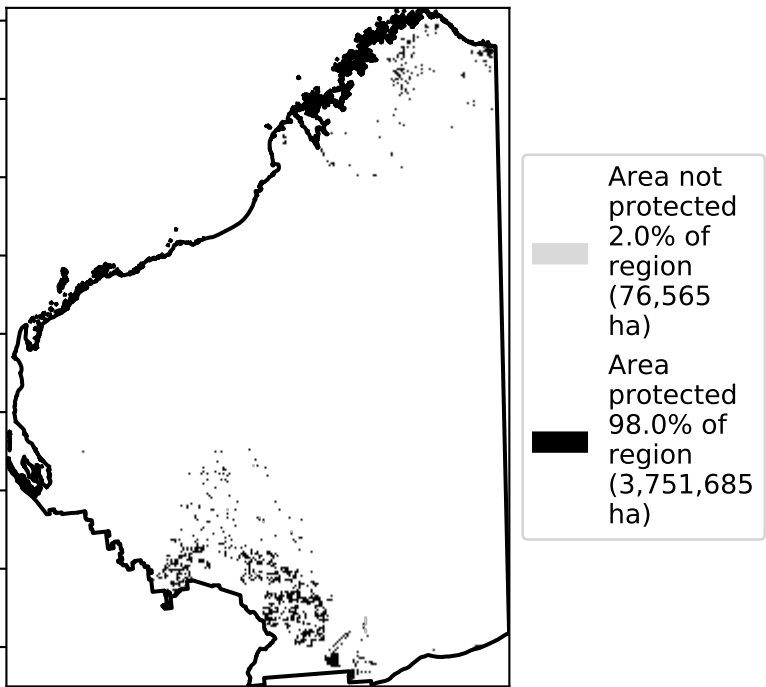 Area not
protected
2.0% of
region
(76,565
ha)
Area
protected
98.0% of
region
(3,751,685
ha)